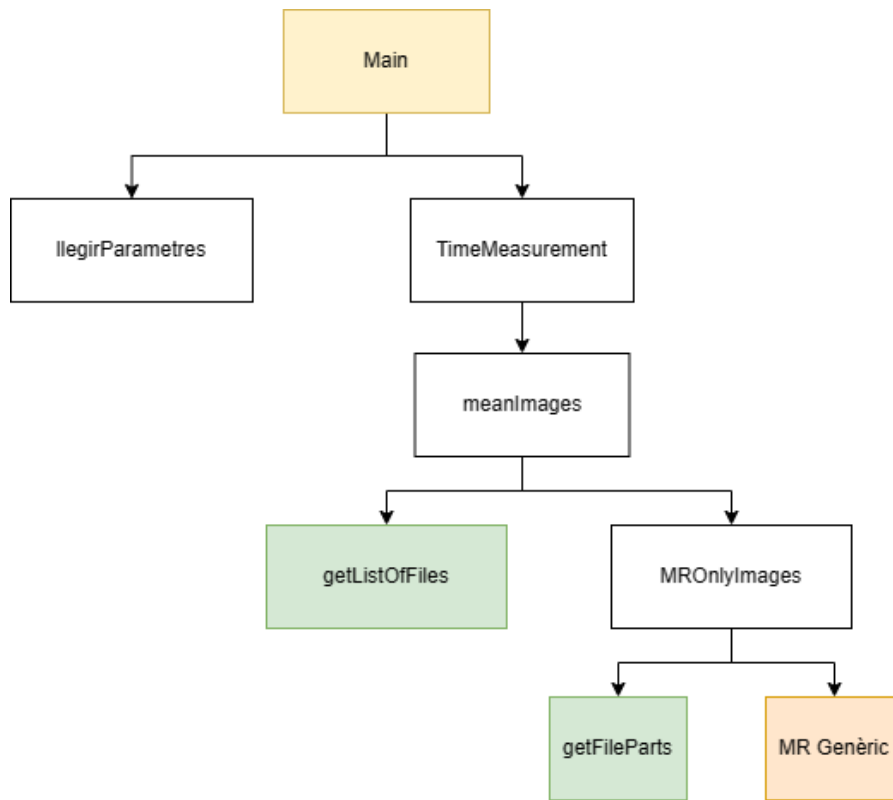 Main
llegirParametres
TimeMeasurement
meanImages
getListOfFiles
MROnlyImages
getFileParts
MR Genèric